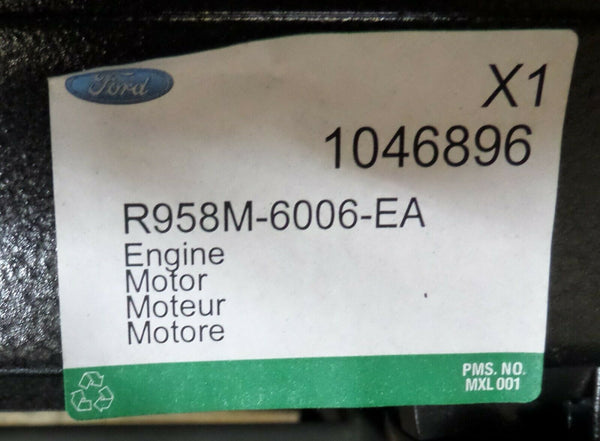 Ford
X1
1046896
R958M-6006-EA
Engine
Motor
Moteur
Motore
PMS. NO.
MXL 001